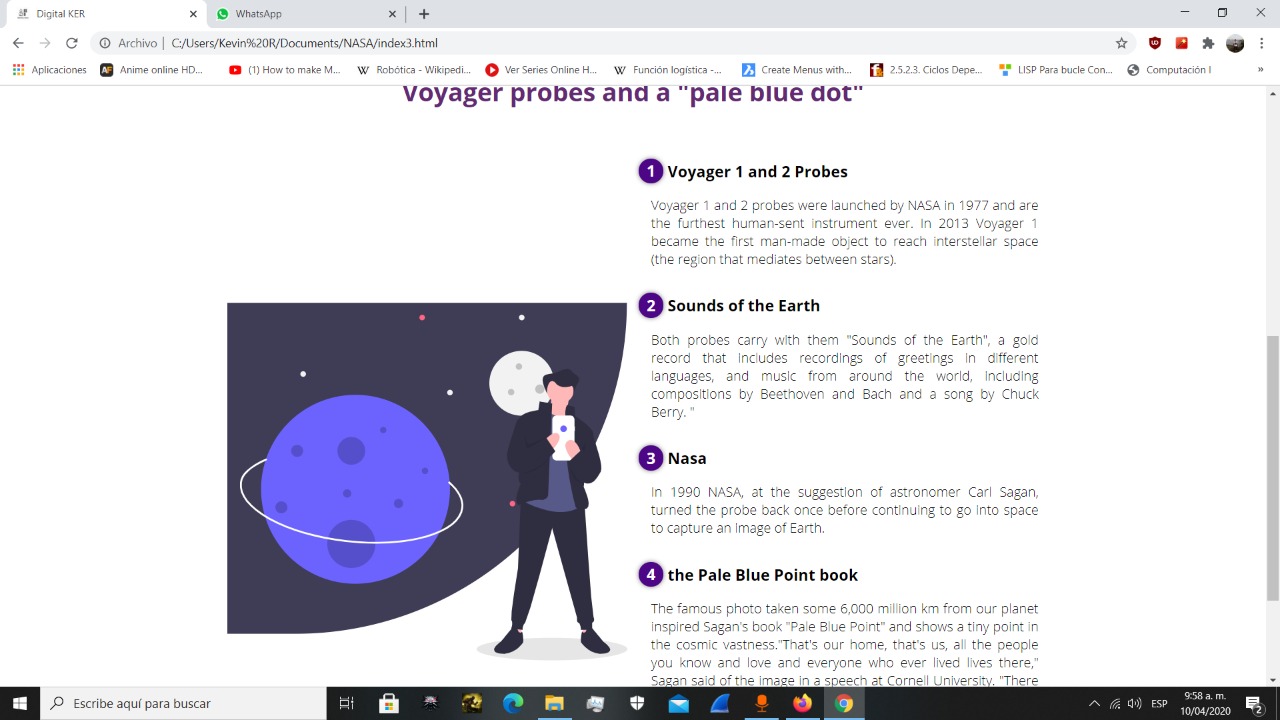 Digital KER
WhatsApp
Archivo | C:/Users/Kevin%20R/Documents/NASA/index3.html
Aplicaciones
Anime online HD...
(1) How to make M...
Robótica - Wikipedi...
Ver Series Online H...
Función logística -...
Create Menus with...
2.5.2.3. Ciclos Depe...
LISP Para bucle Con...
Computación I
»
Voyager probes and a "pale blue dot"
1 Voyager 1 and 2 Probes
Voyager 1 and 2 probes were launched by NASA in 1977 and are
the furthest human-sent instrument ever. In 2013 Voyager 1
became the first man-made object to reach interstellar space
(the region that mediates between stars).
2 Sounds of the Earth
Both probes carry with them "Sounds of the Earth", a gold
record that includes recordings of greetings in different
languages, and music from around the world, including
compositions by Beethoven and Bach and a song by Chuck
Berry. "
3 Nasa
In 1990 NASA, at the suggestion of astronomer Carl Sagan,
turned the probe back once before continuing to go into space
to capture an image of Earth.
4 the Pale Blue Point book
The famous photo taken some 6,000 million km from our planet
inspired Sagan's book "Pale Blue Point" and shows a tiny point in
the cosmic vastness."That's our home, that's us, all the people
you know and love and everyone who ever lived lives there,"
Sagan said of the image in a speech at Cornell University. "There
Escribe aquí para buscar
ESP
9:58 a. m.
10/04/2020
2